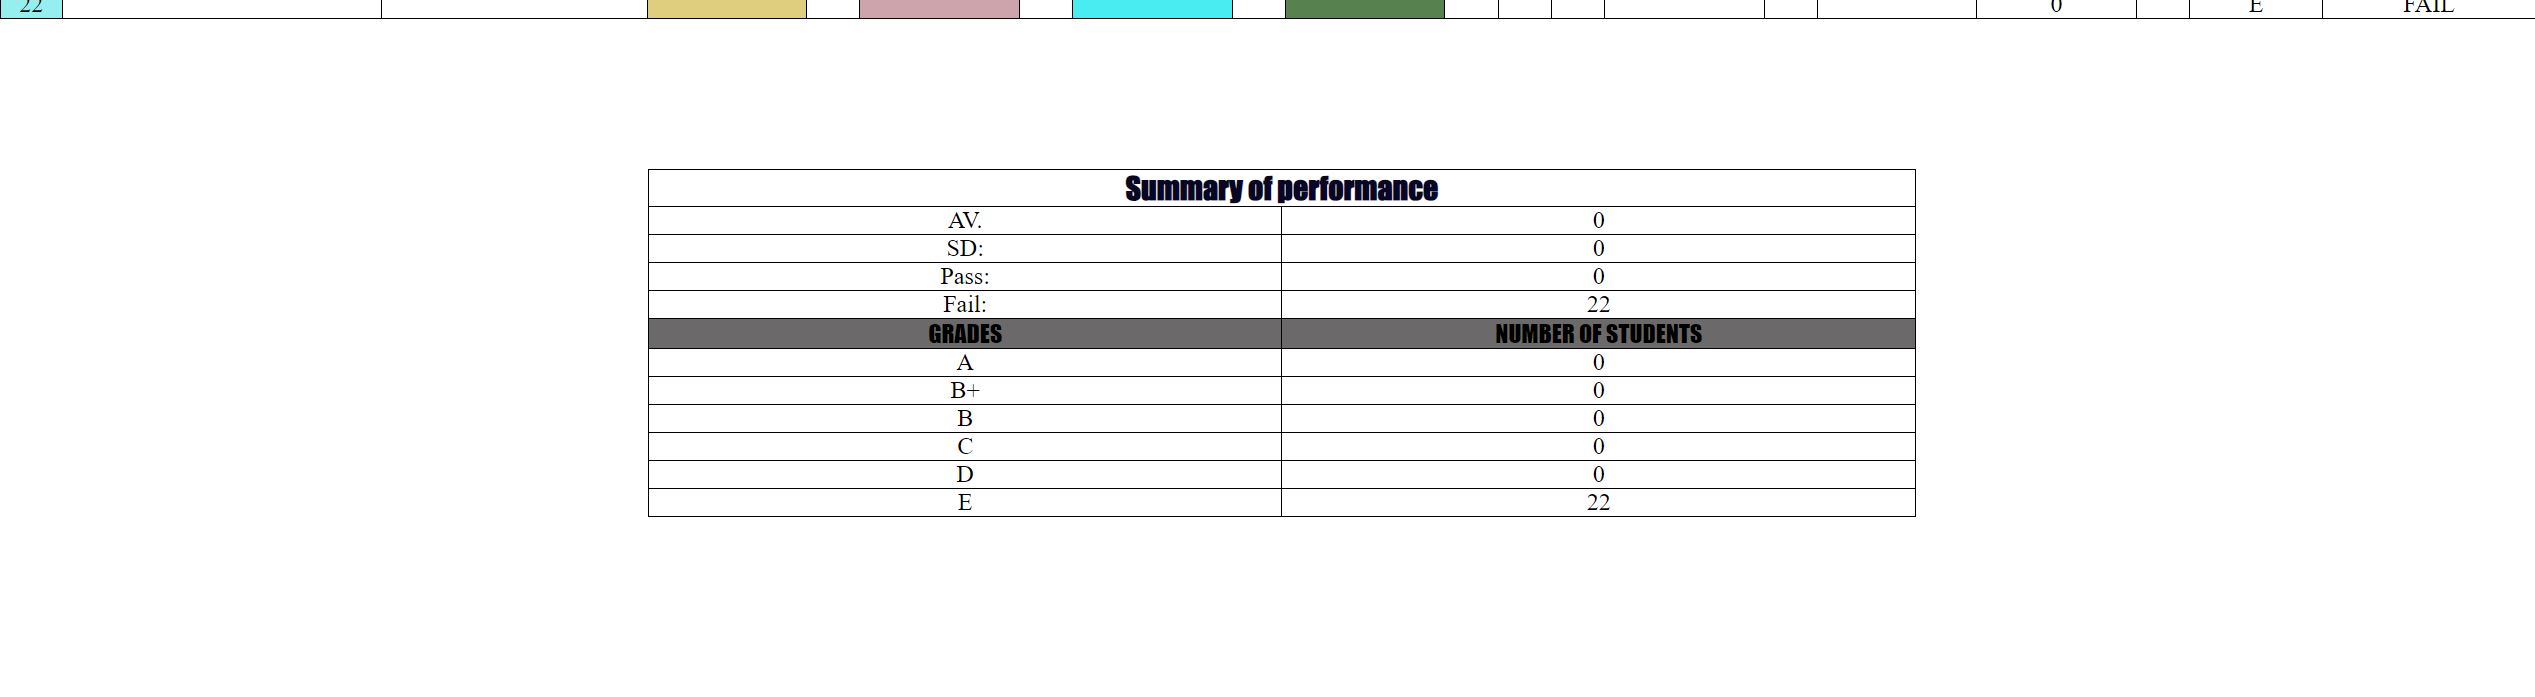 22 0 E FAIL
Summary of performance
AV. 0
SD: 0
Pass: 0
Fail: 22
GRADES NUMBER OF STUDENTS
A 0
B+ 0
B 0
C 0
D 0
E 22